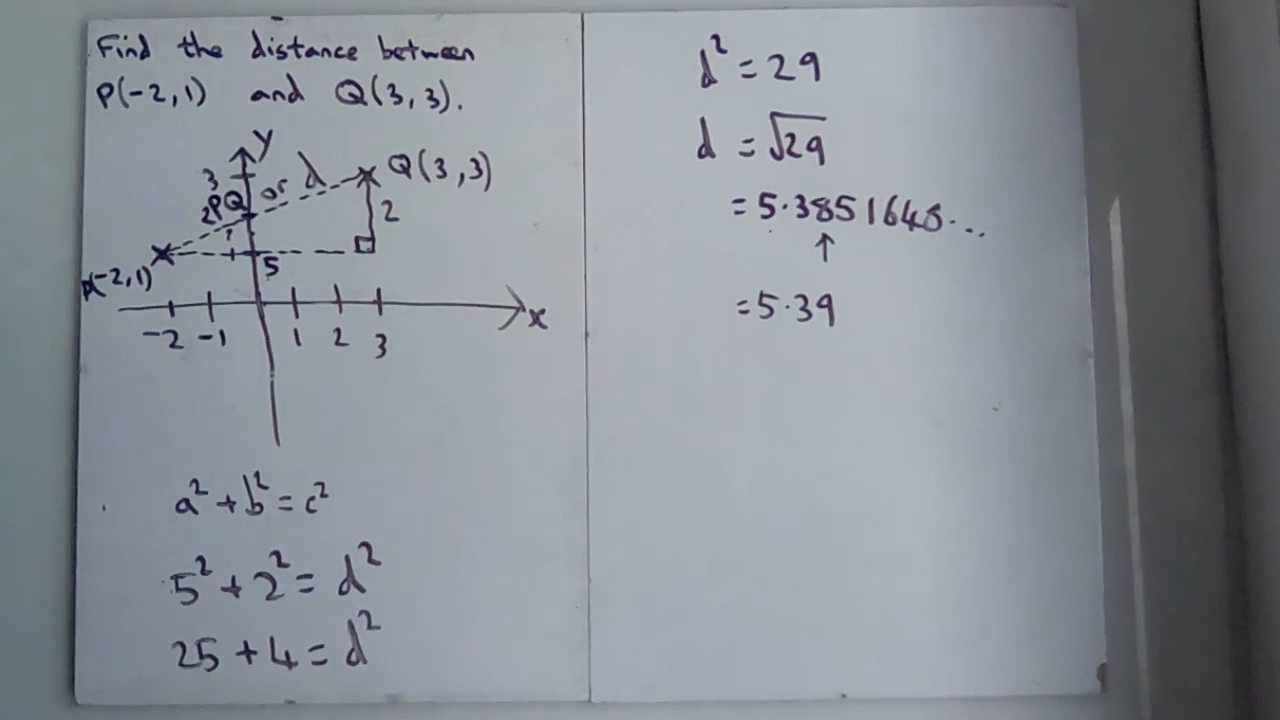 Find the distance between
P(-2,1) and Q(3,3).
y
3
PQ or d
Q(3,3)
2
2
1
P(-2,1)
5
-2 -1 1 2 3
x
a² + b² = c²
5² + 2² = d²
25 + 4 = d²
d² = 29
d = √29
= 5·3851648...
↑
= 5·39